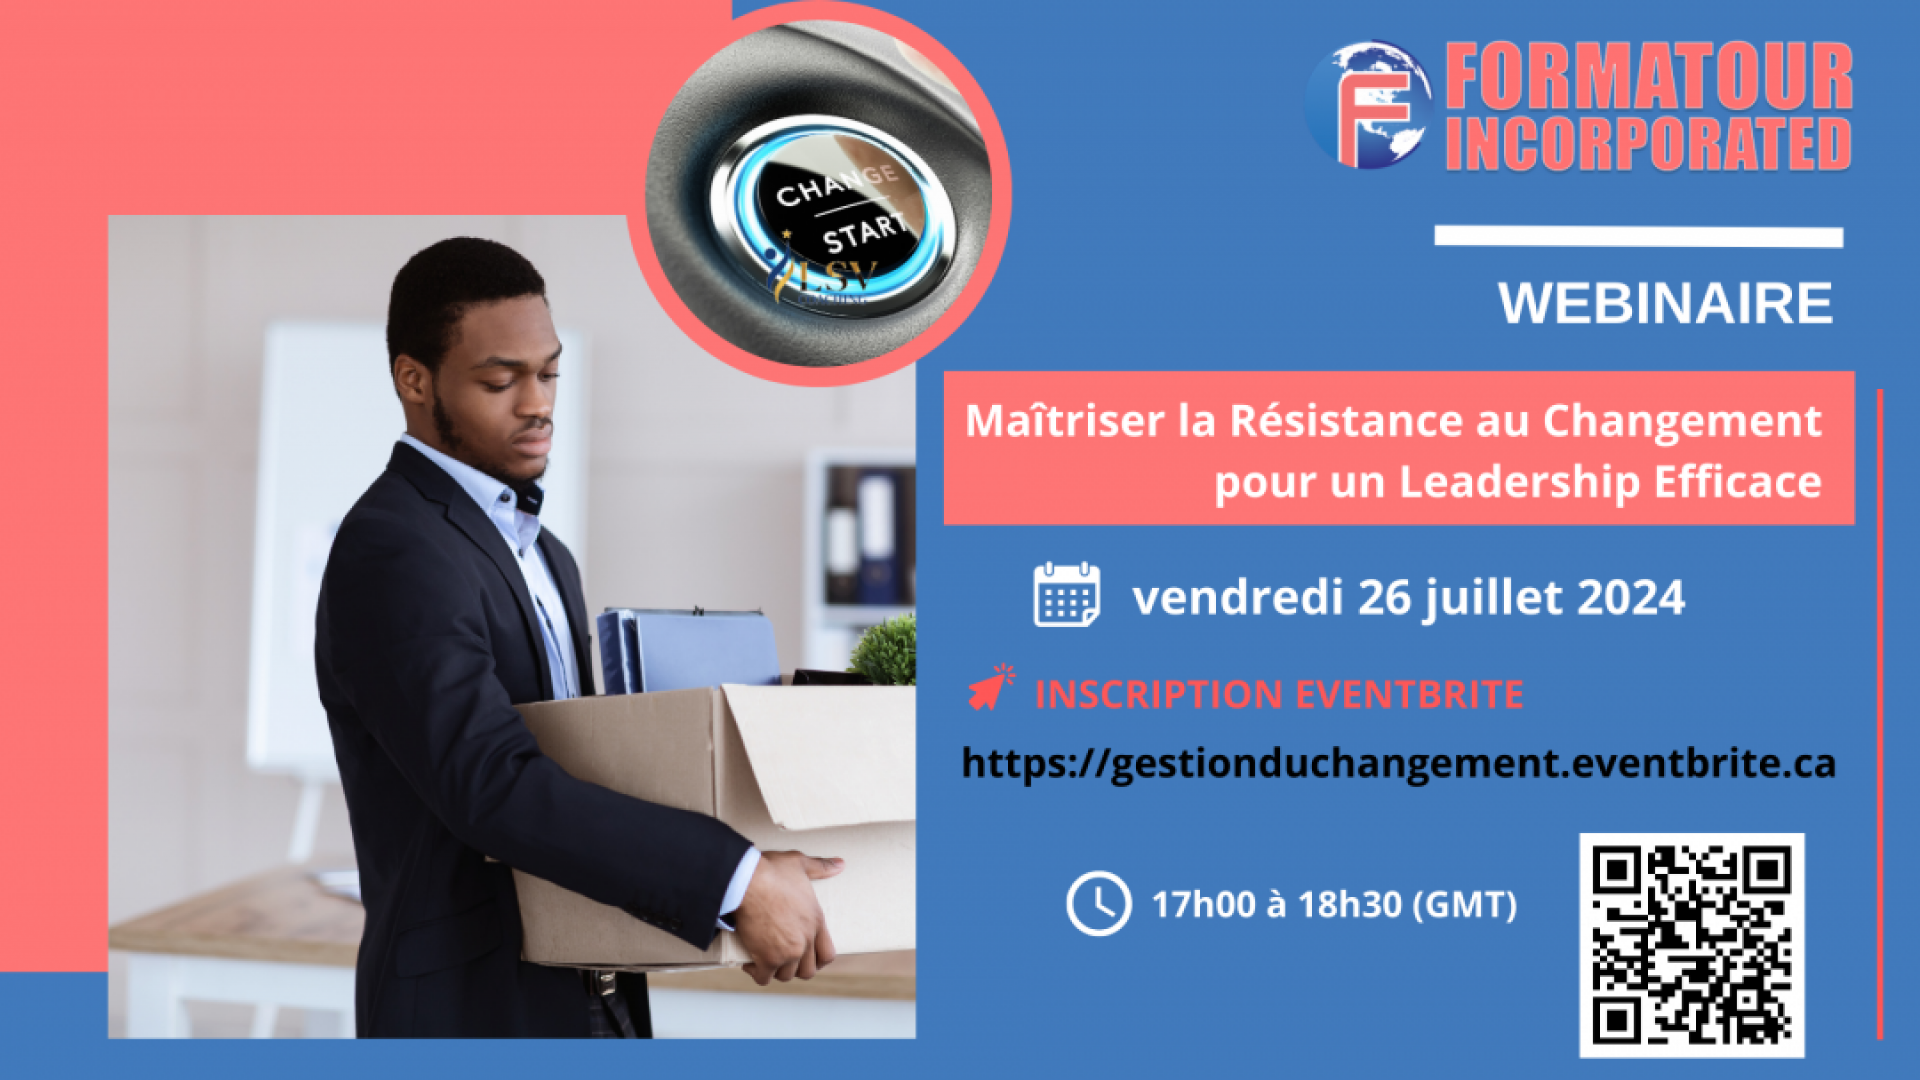 CHANGE
START
LSV
COACHING
F
FORMATOUR
INCORPORATED
WEBINAIRE
Maîtriser la Résistance au Changement
pour un Leadership Efficace
vendredi 26 juillet 2024
INSCRIPTION EVENTBRITE
https://gestionduchangement.eventbrite.ca
17h00 à 18h30 (GMT)